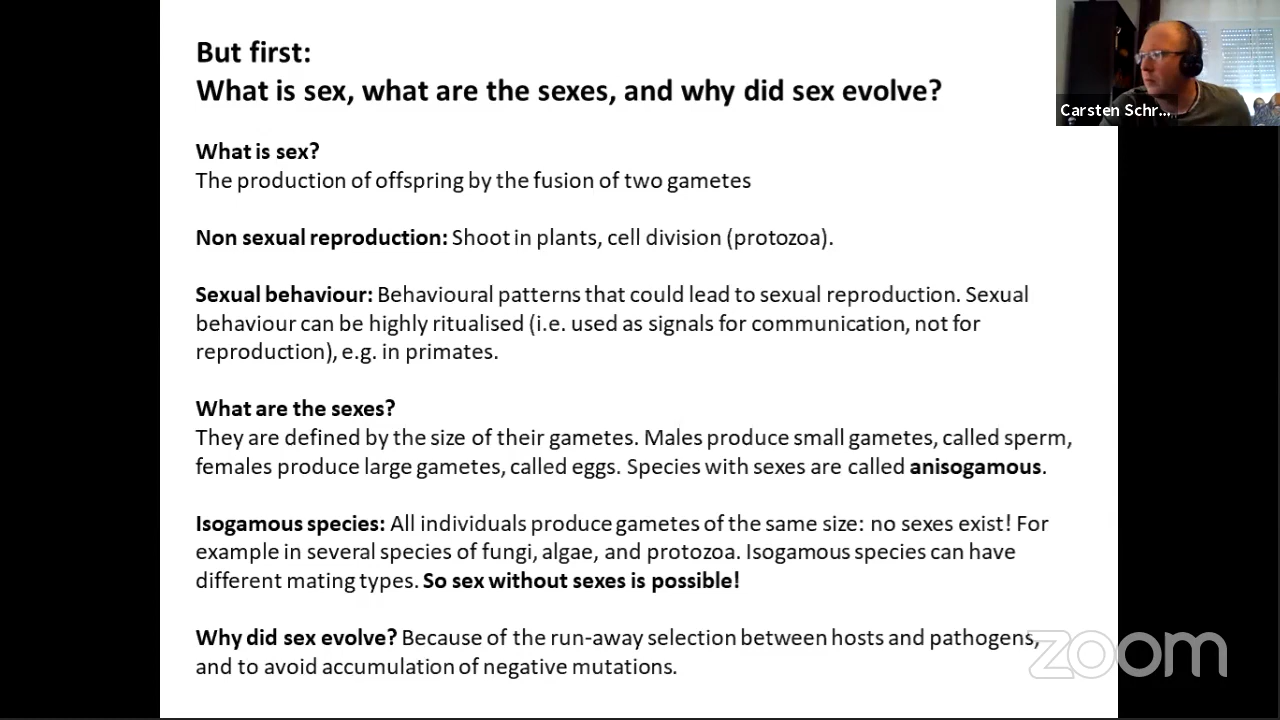 But first:
What is sex, what are the sexes, and why did sex evolve?
What is sex?
The production of offspring by the fusion of two gametes
Non sexual reproduction: Shoot in plants, cell division (protozoa).
Sexual behaviour: Behavioural patterns that could lead to sexual reproduction. Sexual
behaviour can be highly ritualised (i.e. used as signals for communication, not for
reproduction), e.g. in primates.
What are the sexes?
They are defined by the size of their gametes. Males produce small gametes, called sperm,
females produce large gametes, called eggs. Species with sexes are called anisogamous.
Isogamous species: All individuals produce gametes of the same size: no sexes exist! For
example in several species of fungi, algae, and protozoa. Isogamous species can have
different mating types. So sex without sexes is possible!
Why did sex evolve? Because of the run-away selection between hosts and pathogens,
and to avoid accumulation of negative mutations.
Carsten Schr...
zoom